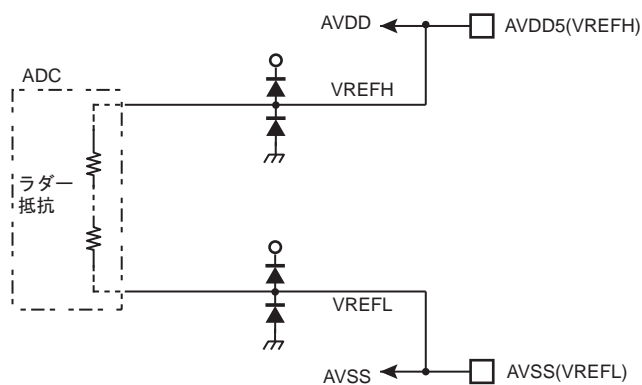 AVDD
AVDD5(VREFH)
ADC
VREFH
ラダー
抵抗
VREFL
AVSS
AVSS(VREFL)